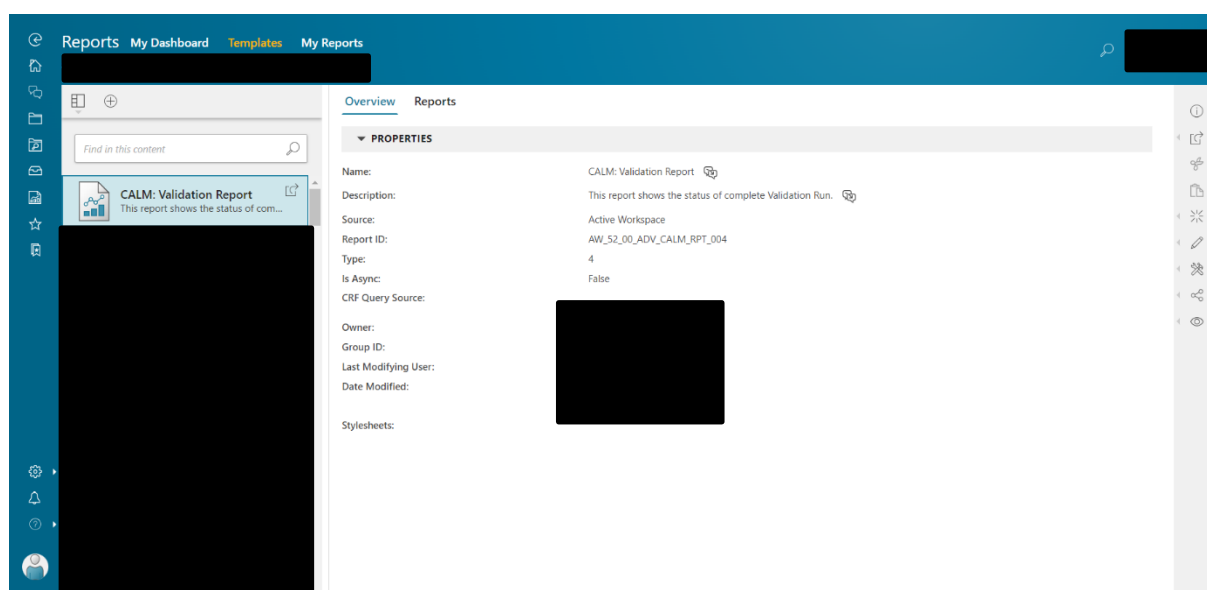 Reports My Dashboard Templates My Reports
Overview Reports
Find in this content
PROPERTIES
CALM: Validation Report
This report shows the status of com...
Name: CALM: Validation Report
Description: This report shows the status of complete Validation Run.
Source: Active Workspace
Report ID: AW_52_00_ADV_CALM_RPT_004
Type: 4
Is Async: False
CRF Query Source:
Owner:
Group ID:
Last Modifying User:
Date Modified:
Stylesheets: